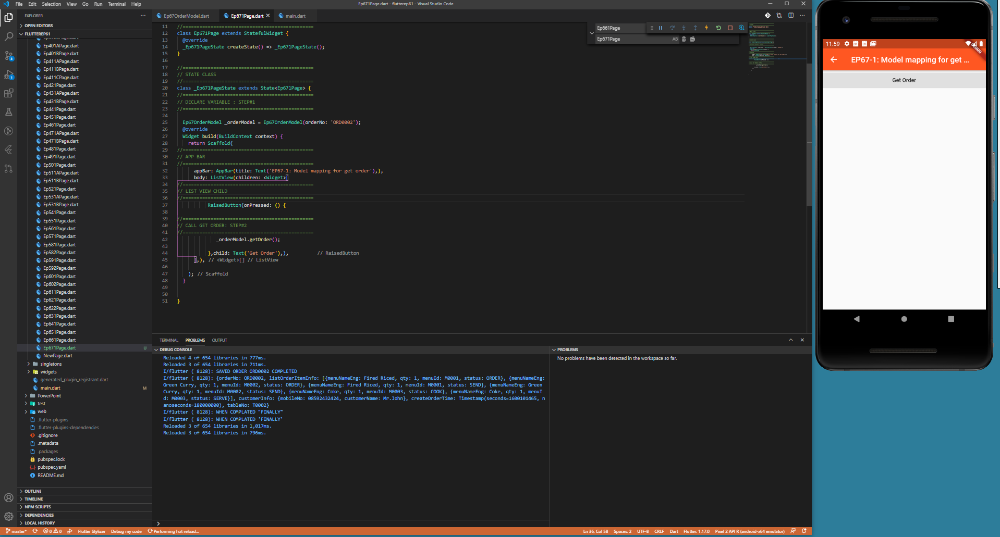 File Edit Selection View Go Run Terminal Help
Ep671Page.dart - flutterep61 - Visual Studio Code
EXPLORER
OPEN EDITORS
FLUTTEREP61
Ep401APage.dart
Ep401BPage.dart
Ep411APage.dart
Ep411BPage.dart
Ep411CPage.dart
Ep421Page.dart
Ep431APage.dart
Ep431BPage.dart
Ep441Page.dart
Ep451Page.dart
Ep461Page.dart
Ep471APage.dart
Ep471BPage.dart
Ep481Page.dart
Ep491Page.dart
Ep501Page.dart
Ep511APage.dart
Ep511BPage.dart
Ep521Page.dart
Ep531APage.dart
Ep531BPage.dart
Ep541Page.dart
Ep551Page.dart
Ep561Page.dart
Ep571Page.dart
Ep581Page.dart
Ep582Page.dart
Ep591Page.dart
Ep592Page.dart
Ep601Page.dart
Ep602Page.dart
Ep611Page.dart
Ep621Page.dart
Ep622Page.dart
Ep631Page.dart
Ep641Page.dart
Ep651Page.dart
Ep661Page.dart
Ep671Page.dart U
NewPage.dart
singletons
widgets
generated_plugin_registrant.dart
main.dart M
PowerPoint
test
web
.flutter-plugins
.flutter-plugins-dependencies
.gitignore
.metadata
.packages
pubspec.lock
pubspec.yaml
README.md
OUTLINE
TIMELINE
NPM SCRIPTS
DEPENDENCIES
LOCAL HISTORY
Ep67OrderModel.dart Ep671Page.dart main.dart
Ep661Page
Ep671Page AB
11 //===============================================
12 class Ep671Page extends StatefulWidget {
13 @override
14 _Ep671PageState createState() => _Ep671PageState();
15 }
16
17 //===============================================
18 // STATE CLASS
19 //===============================================
20 class _Ep671PageState extends State<Ep671Page> {
21 //===============================================
22 // DECLARE VARIABLE : STEP#1
23 //===============================================
24
25 Ep67OrderModel _orderModel = Ep67OrderModel(orderNo: 'ORD0002');
26 @override
27 Widget build(BuildContext context) {
28 return Scaffold(
29 //===============================================
30 // APP BAR
31 //===============================================
32 appBar: AppBar(title: Text('EP67-1: Model mapping for get order'),),
33 body: ListView(children: <Widget>[
34 //===============================================
35 // LIST VIEW CHILD
36 //===============================================
37 RaisedButton(onPressed: () {
38
39 //===============================================
40 // CALL GET ORDER: STEP#2
41 //===============================================
42 _orderModel.getOrder();
43
44 },child: Text('Get Order'),), // RaisedButton
45 ],), // <Widget>[] // ListView
46
47 ); // Scaffold
48 }
49
50
51 }
TERMINAL PROBLEMS OUTPUT
DEBUG CONSOLE
Reloaded 4 of 654 libraries in 777ms.
Reloaded 3 of 654 libraries in 711ms.
I/flutter ( 8128): SAVED ORDER ORD0002 COMPLETED
I/flutter ( 8128): {orderNo: ORD0002, listOrderItemInfo: [{menuNameEng: Fired Riced, qty: 1, menuId: M0001, status: ORDER}, {menuNameEng:
Green Curry, qty: 1, menuId: M0002, status: ORDER}, {menuNameEng: Fired Riced, qty: 1, menuId: M0001, status: SEND}, {menuNameEng: Green
Curry, qty: 1, menuId: M0002, status: SEND}, {menuNameEng: Coke, qty: 1, menuId: M0003, status: COOK}, {menuNameEng: Coke, qty: 1, menuI
d: M0003, status: SERVE}], customerInfo: {mobileNo: 08592432424, customerName: Mr.John}, createOrderTime: Timestamp(seconds=1600101465, n
anoseconds=180000000), tableNo: T0002}
I/flutter ( 8128): WHEN COMPLATED "FINALLY"
I/flutter ( 8128): WHEN COMPLATED 'FINALLY'
Reloaded 3 of 654 libraries in 1,017ms.
Reloaded 3 of 654 libraries in 796ms.
PROBLEMS
No problems have been detected in the workspace so far.
master* 0 0 Flutter Stylizer Debug my code Performing hot reload...
Ln 36, Col 58 Spaces: 2 UTF-8 CRLF Dart Flutter: 1.17.0 Pixel 2 API R (android-x64 emulator)
11:59
DEBUG
EP67-1: Model mapping for get ...
Get Order